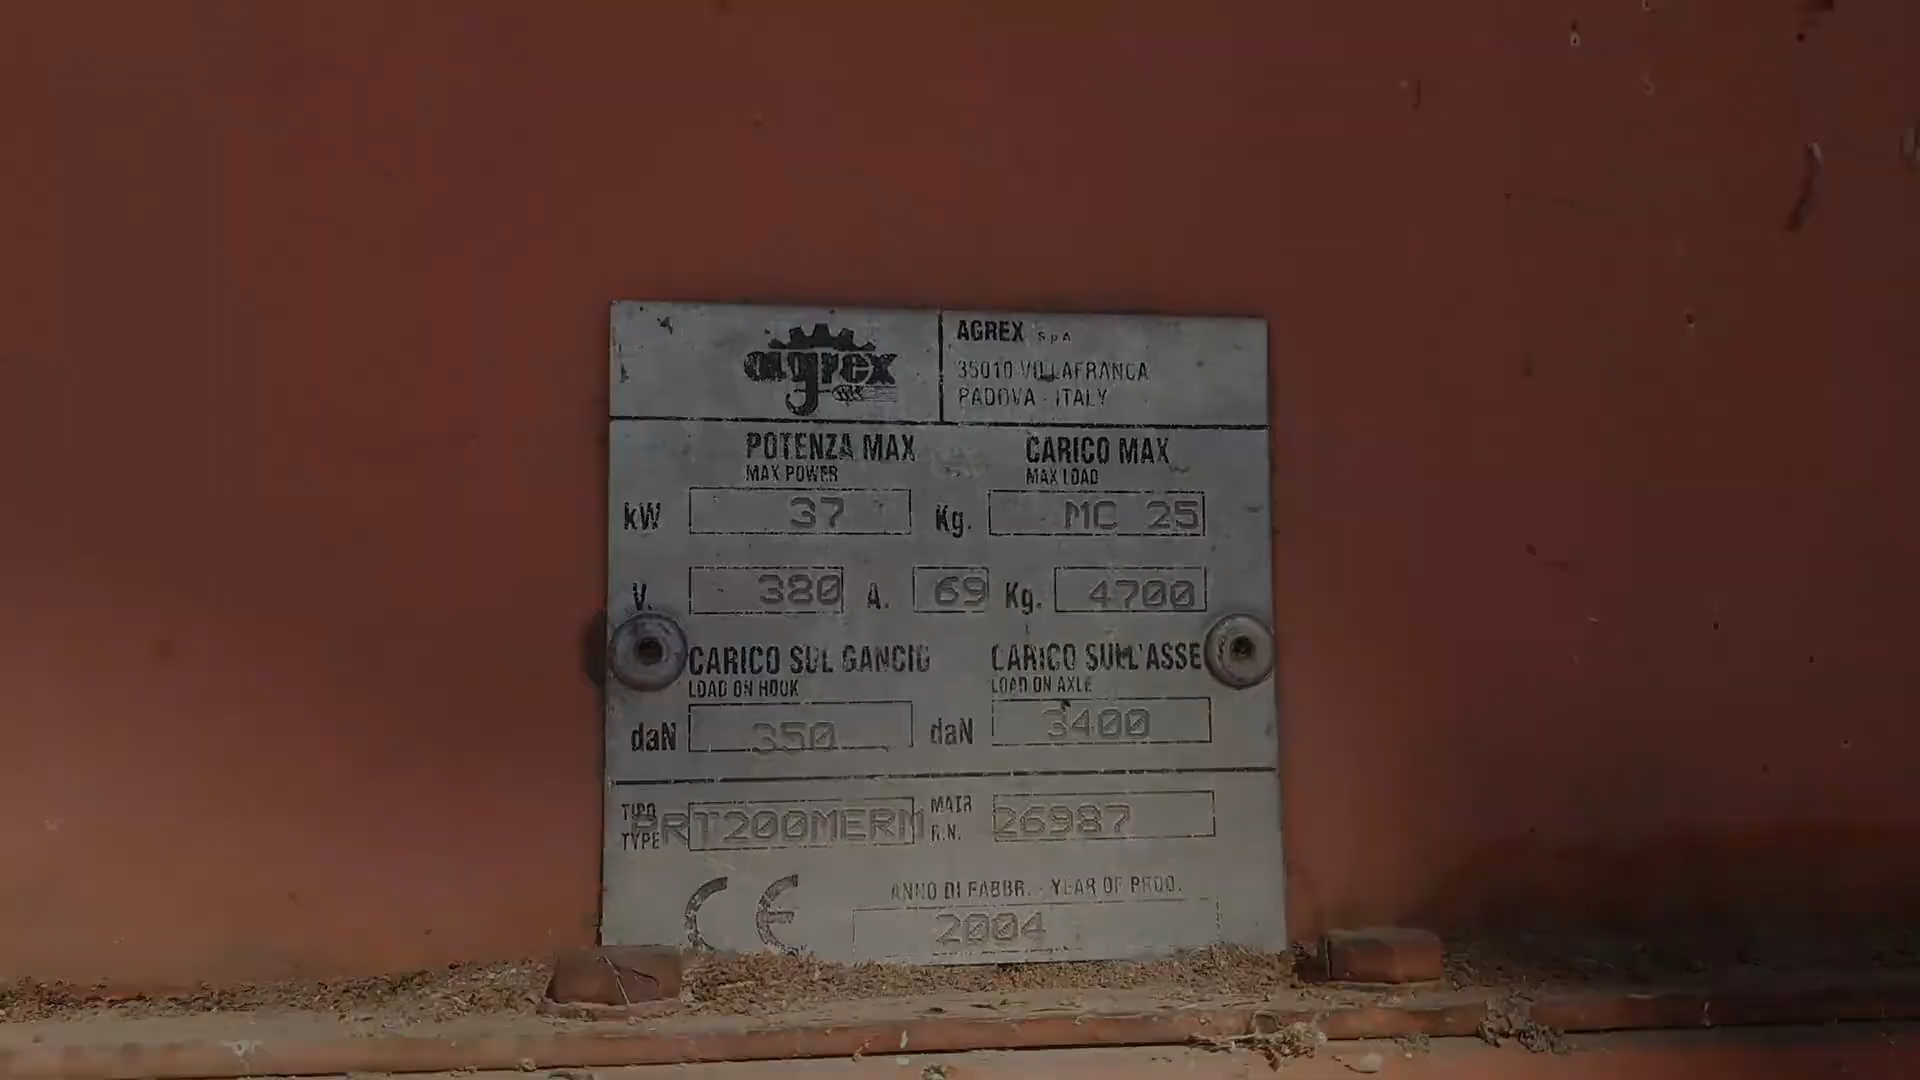 agrex
AGREX S.p.A
35010 VILLAFRANCA
PADOVA - ITALY
POTENZA MAX
MAX POWER
CARICO MAX
MAX LOAD
kW 37 Kg. MC 25
V. 380 A. 69 Kg. 4700
CARICO SUL GANCIO
LOAD ON HOOK
CARICO SULL'ASSE
LOAD ON AXLE
daN 350 daN 3400
TIPO
TYPE PRT200MERM
MATR
R.N. 26987
CE
ANNO DI FABBR. - YEAR OF PROD.
2004